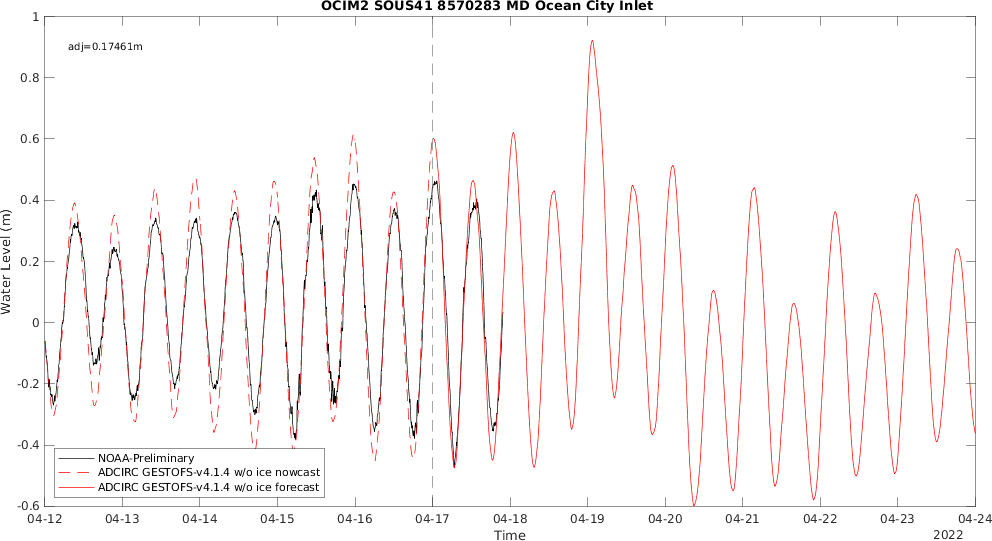 OCIM2 SOUS41 8570283 MD Ocean City Inlet
adj=0.17461m
1
0.8
0.6
0.4
0.2
0
-0.2
-0.4
-0.6
Water Level (m)
NOAA-Preliminary
ADCIRC GESTOFS-v4.1.4 w/o ice nowcast
ADCIRC GESTOFS-v4.1.4 w/o ice forecast
04-12 04-13 04-14 04-15 04-16 04-17 04-18 04-19 04-20 04-21 04-22 04-23 04-24
Time
2022